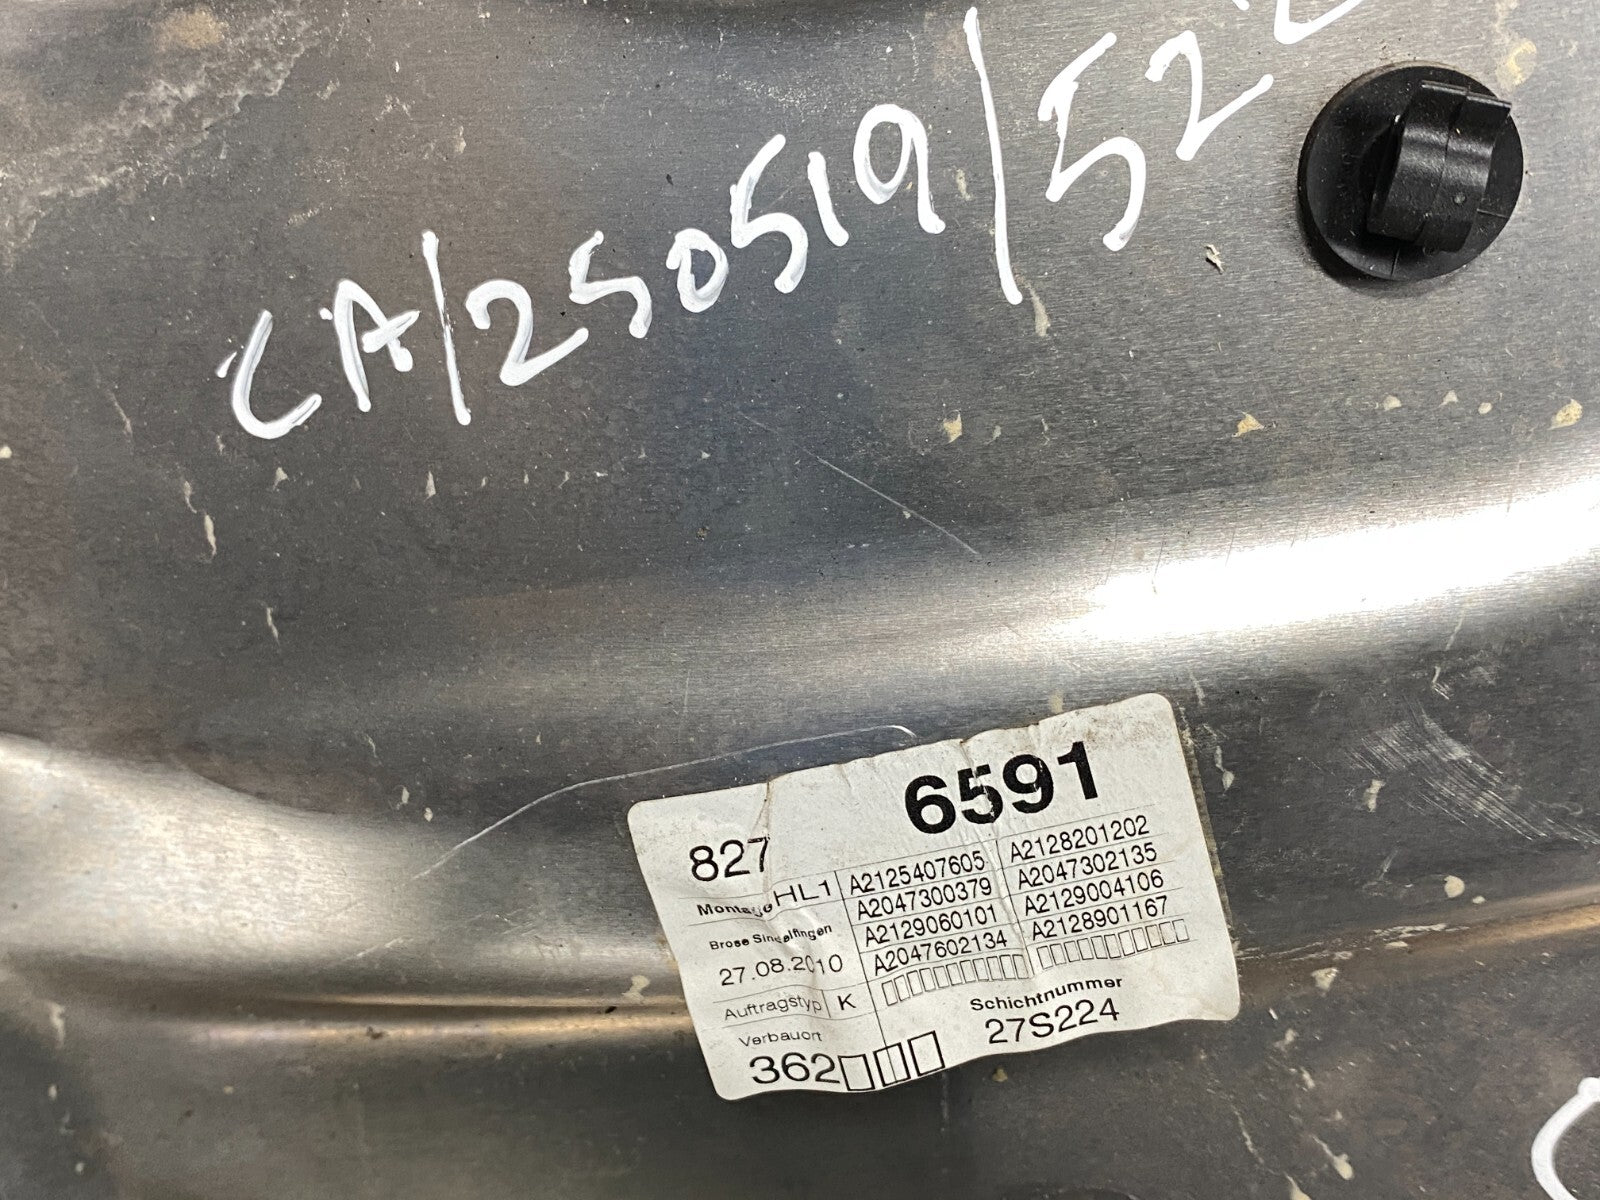 CA/250519/522
6591
827
Montage HL1
A2125407605 A2128201202
A2047300379 A2047302135
A2129060101 A2129004106
A2047602134 A2128901167
Brose Sindelfingen
27.08.2010
Auftragstyp K
Schichtnummer
Verbauort
27S224
362